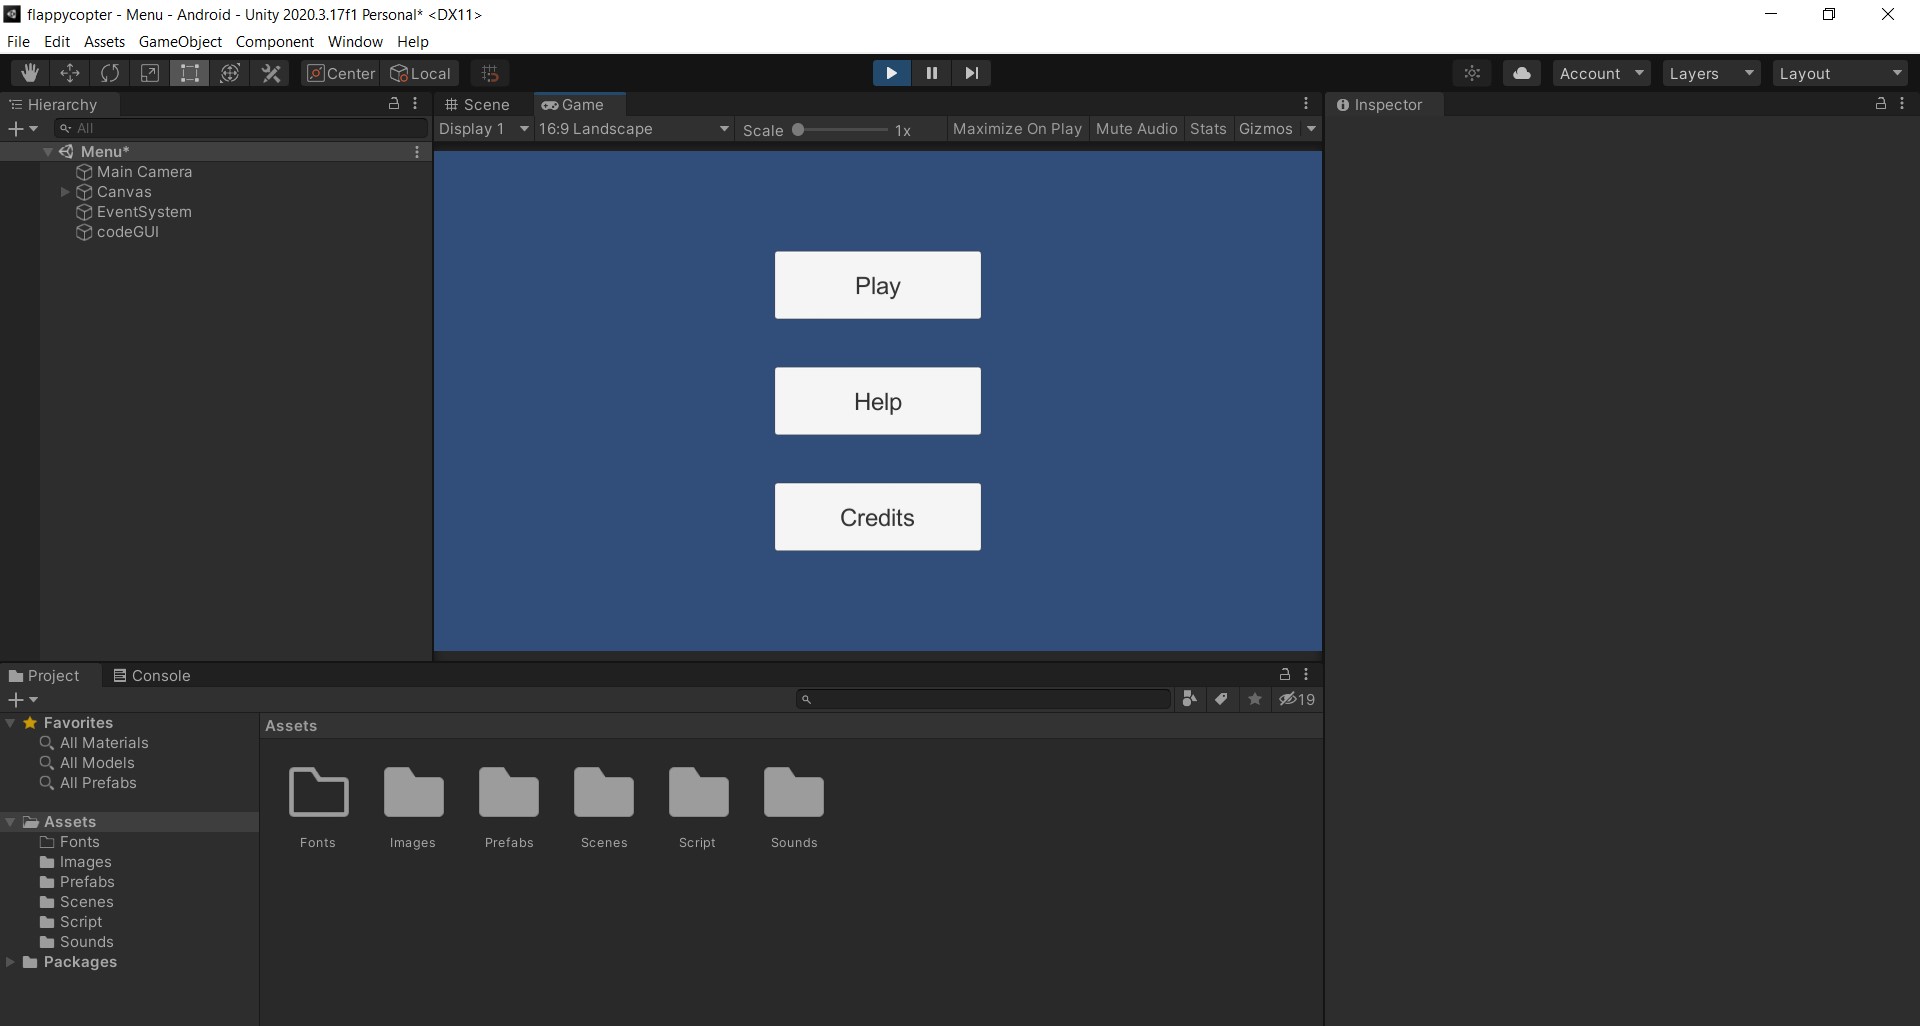 flappycopter - Menu - Android - Unity 2020.3.17f1 Personal* <DX11>
File Edit Assets GameObject Component Window Help
Center Local Account Layers Layout
Hierarchy
All
Menu*
Main Camera
Canvas
EventSystem
codeGUI
Scene Game
Display 1 16:9 Landscape Scale 1x Maximize On Play Mute Audio Stats Gizmos
Play
Help
Credits
Inspector
Project Console
19
Favorites
All Materials
All Models
All Prefabs
Assets
Fonts
Images
Prefabs
Scenes
Script
Sounds
Packages
Assets
Fonts Images Prefabs Scenes Script Sounds